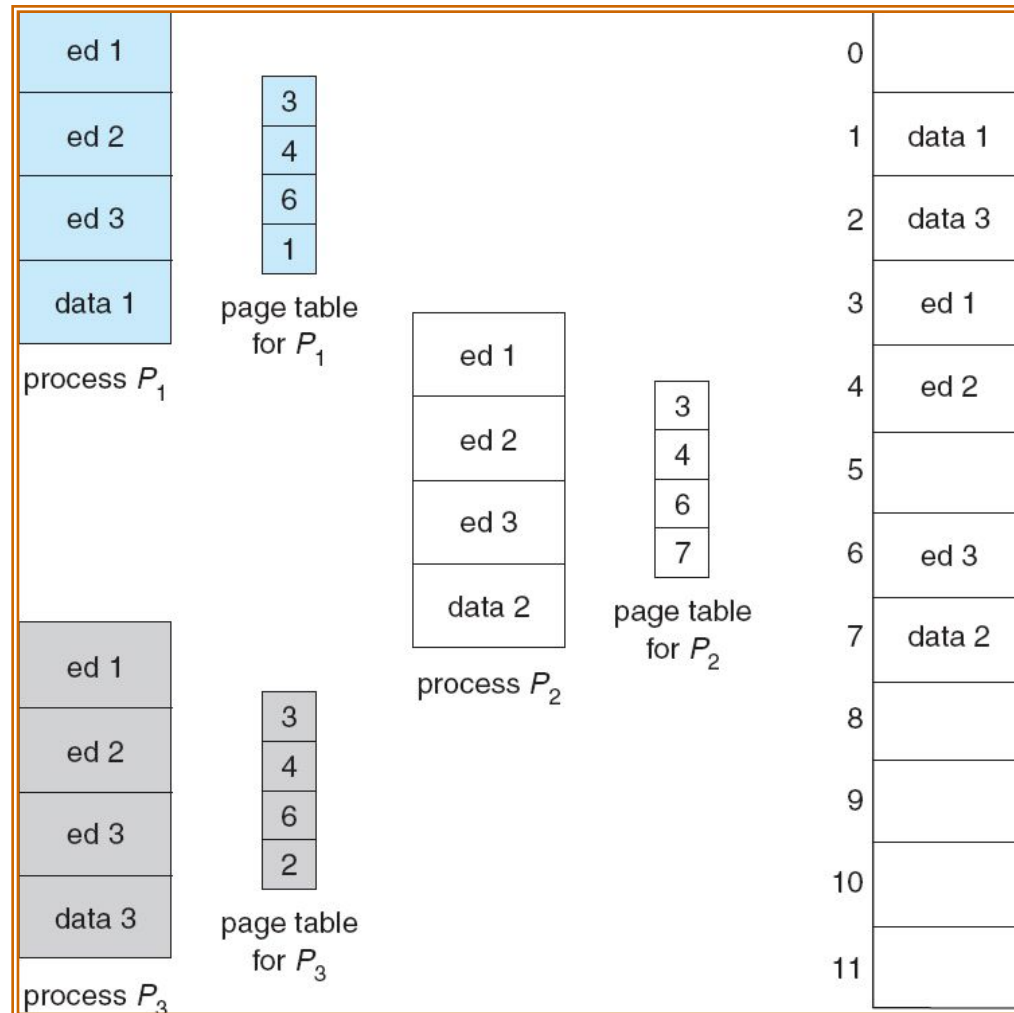 ed 1
ed 2
ed 3
data 1
process P1
3
4
6
1
page table
for P1
ed 1
ed 2
ed 3
data 2
process P2
3
4
6
7
page table
for P2
ed 1
ed 2
ed 3
data 3
process P3
3
4
6
2
page table
for P3
0
1 data 1
2 data 3
3 ed 1
4 ed 2
5
6 ed 3
7 data 2
8
9
10
11